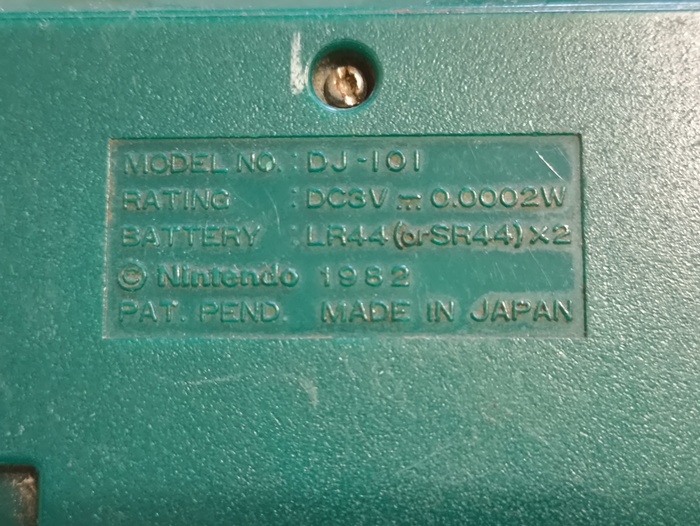 MODEL NO. : DJ-101
RATING : DC3V ⎓ 0.0002W
BATTERY : LR44 (or SR44) X2
© Nintendo 1982
PAT. PEND. MADE IN JAPAN